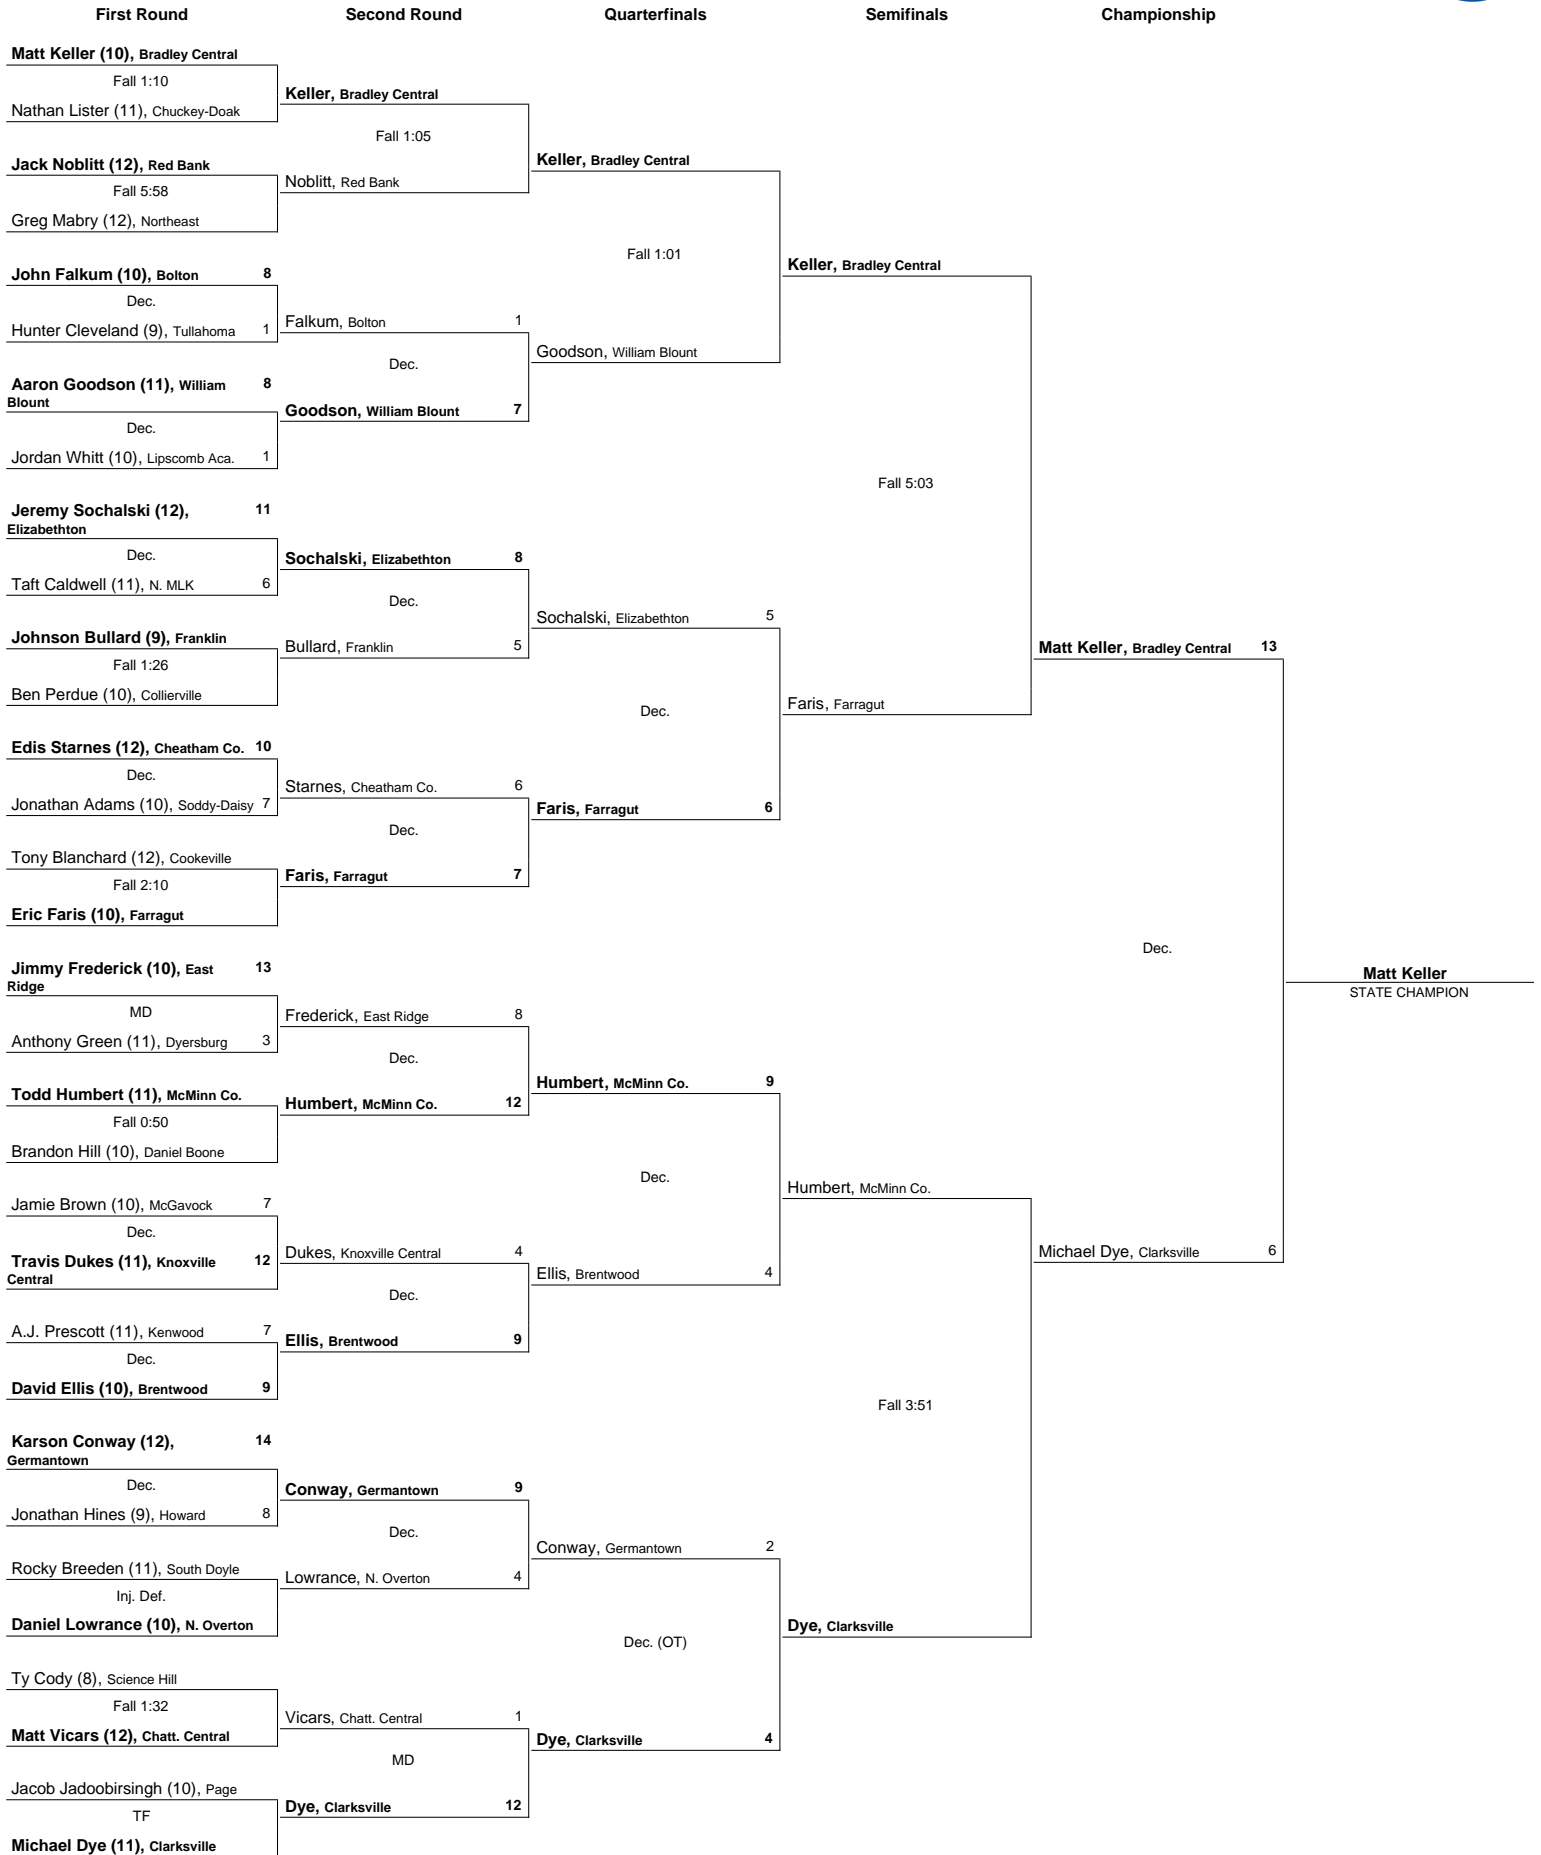 First Round
Second Round
Quarterfinals
Semifinals
Championship
Matt Keller (10), Bradley Central
Fall 1:10
Nathan Lister (11), Chuckey-Doak
Jack Noblitt (12), Red Bank
Fall 5:58
Greg Mabry (12), Northeast
John Falkum (10), Bolton 8
Dec.
Hunter Cleveland (9), Tullahoma 1
Aaron Goodson (11), William 8
Blount
Dec.
Jordan Whitt (10), Lipscomb Aca. 1
Jeremy Sochalski (12), 11
Elizabethton
Dec.
Taft Caldwell (11), N. MLK 6
Johnson Bullard (9), Franklin
Fall 1:26
Ben Perdue (10), Collierville
Edis Starnes (12), Cheatham Co. 10
Dec.
Jonathan Adams (10), Soddy-Daisy 7
Tony Blanchard (12), Cookeville
Fall 2:10
Eric Faris (10), Farragut
Jimmy Frederick (10), East 13
Ridge
MD
Anthony Green (11), Dyersburg 3
Todd Humbert (11), McMinn Co.
Fall 0:50
Brandon Hill (10), Daniel Boone
Jamie Brown (10), McGavock 7
Dec.
Travis Dukes (11), Knoxville 12
Central
A.J. Prescott (11), Kenwood 7
Dec.
David Ellis (10), Brentwood 9
Karson Conway (12), 14
Germantown
Dec.
Jonathan Hines (9), Howard 8
Rocky Breeden (11), South Doyle
Inj. Def.
Daniel Lowrance (10), N. Overton
Ty Cody (8), Science Hill
Fall 1:32
Matt Vicars (12), Chatt. Central
Jacob Jadoobirsingh (10), Page
TF
Michael Dye (11), Clarksville
Keller, Bradley Central
Fall 1:05
Noblitt, Red Bank
Falkum, Bolton 1
Dec.
Goodson, William Blount 7
Sochalski, Elizabethton 8
Dec.
Bullard, Franklin 5
Starnes, Cheatham Co. 6
Dec.
Faris, Farragut 7
Frederick, East Ridge 8
Dec.
Humbert, McMinn Co. 12
Dukes, Knoxville Central 4
Dec.
Ellis, Brentwood 9
Conway, Germantown 9
Dec.
Lowrance, N. Overton 4
Vicars, Chatt. Central 1
MD
Dye, Clarksville 12
Keller, Bradley Central
Fall 1:01
Goodson, William Blount
Sochalski, Elizabethton 5
Dec.
Faris, Farragut 6
Humbert, McMinn Co. 9
Dec.
Ellis, Brentwood 4
Conway, Germantown 2
Dec. (OT)
Dye, Clarksville 4
Keller, Bradley Central
Fall 5:03
Faris, Farragut
Humbert, McMinn Co.
Fall 3:51
Dye, Clarksville
Matt Keller, Bradley Central 13
Dec.
Michael Dye, Clarksville 6
Matt Keller
STATE CHAMPION